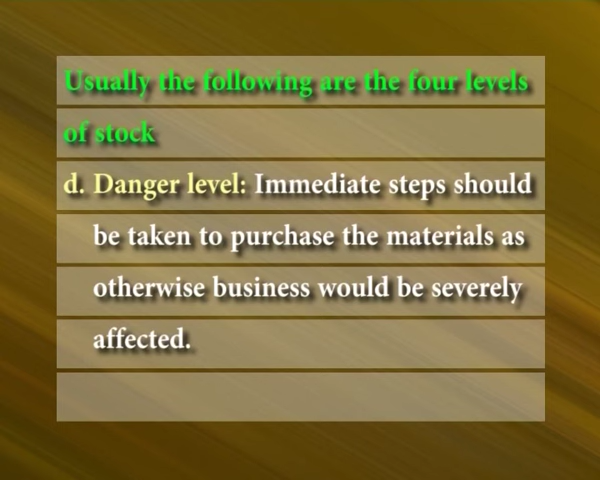 Usually the following are the four levels
of stock
d. Danger level: Immediate steps should
be taken to purchase the materials as
otherwise business would be severely
affected.